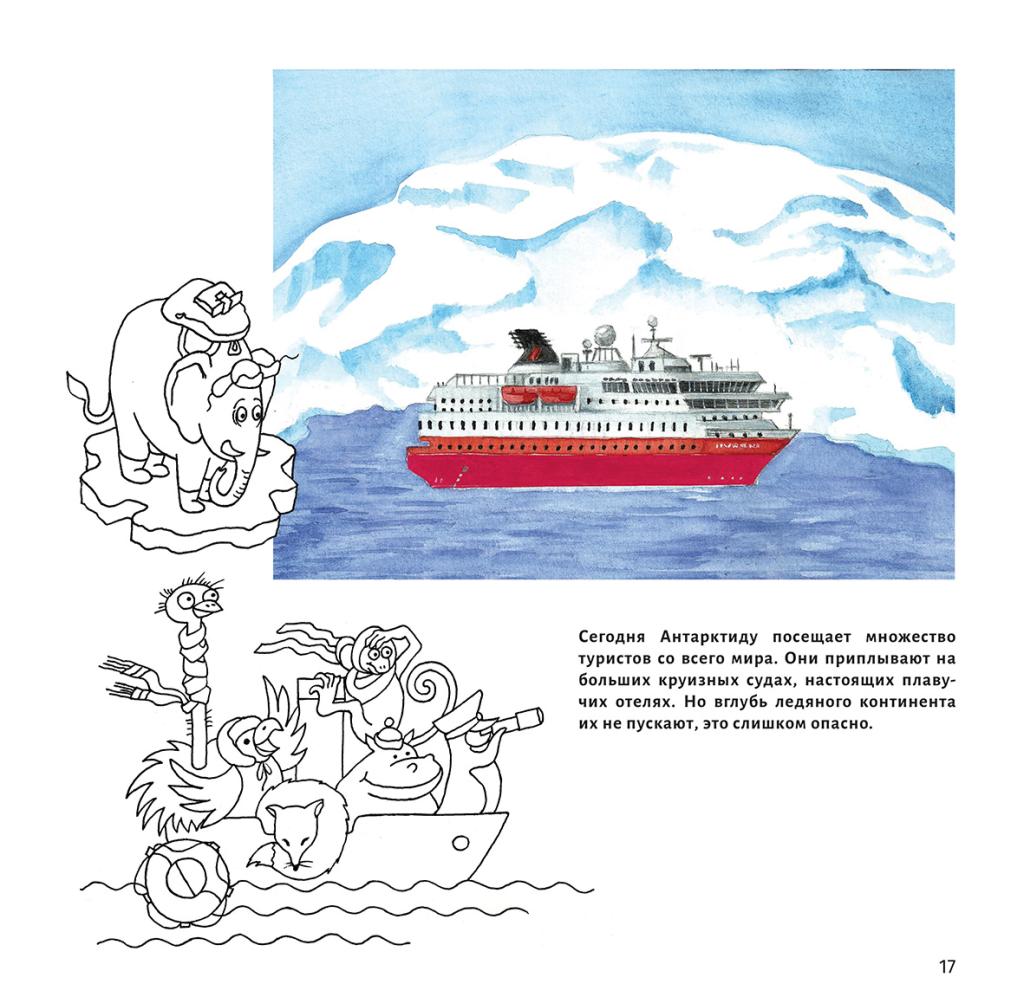 Сегодня Антарктиду посещает множество
туристов со всего мира. Они приплывают на
больших круизных судах, настоящих плаву-
чих отелях. Но вглубь ледяного континента
их не пускают, это слишком опасно.
17